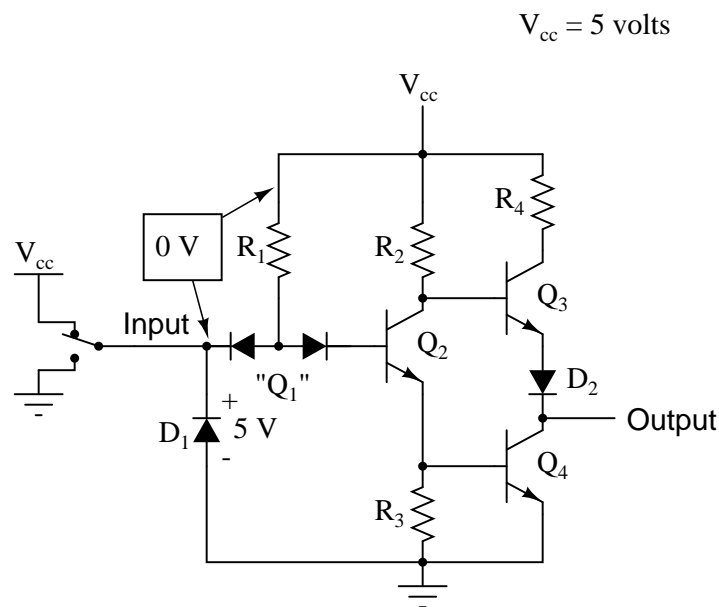 V_cc = 5 volts
V_cc
R_4
0 V
R_1
R_2
V_cc
Q_3
Input
Q_2
"Q_1"
D_2
+
D_1
5 V
-
Output
Q_4
R_3